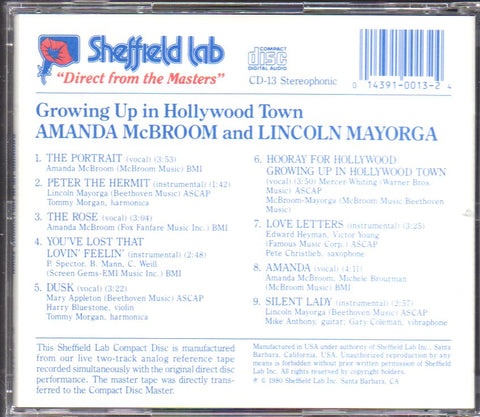 Sheffield Lab
"Direct from the Masters"
COMPACT
disc
DIGITAL AUDIO
CD-13 Stereophonic
0 14391-0013-2 4
Growing Up in Hollywood Town
AMANDA McBROOM and LINCOLN MAYORGA
1. THE PORTRAIT (vocal) (3:53)
Amanda McBroom (McBroom Music) BMI
2. PETER THE HERMIT (instrumental) (1:42)
Lincoln Mayorga (Beethoven Music) ASCAP
Tommy Morgan, harmonica
3. THE ROSE (vocal) (3:04)
Amanda McBroom (Fox Fanfare Music Inc.) BMI
4. YOU'VE LOST THAT
LOVIN' FEELIN' (instrumental) (2:48)
P. Spector, B. Mann, C. Weill
(Screen Gems-EMI Music Inc.) BMI
5. DUSK (vocal) (3:22)
Mary Appleton (Beethoven Music) ASCAP
Harry Bluestone, violin
Tommy Morgan, harmonica
6. HOORAY FOR HOLLYWOOD
GROWING UP IN HOLLYWOOD TOWN
(vocal) (3:50) Mercer-Whiting (Warner Bros.
Music) ASCAP
McBroom-Mayorga (McBroom Music Beethoven
Music)
7. LOVE LETTERS (instrumental) (3:25)
Edward Heyman, Victor Young
(Famous Music Corp.) ASCAP
Pete Christlieb, saxophone
8. AMANDA (vocal) (4:11)
Amanda McBroom, Michele Brourman
(McBroom Music) BMI
9. SILENT LADY (instrumental) (2:57)
Lincoln Mayorga (Beethoven Music) ASCAP
Mike Anthony, guitar; Gary Coleman, vibraphone
This Sheffield Lab Compact Disc is manufactured
from our live two-track analog reference tape
recorded simultaneously with the original direct disc
performance. The master tape was directly trans-
ferred to the Compact Disc Master.
Manufactured in USA under authority of Sheffield Lab Inc., Santa
Barbara, California, USA. Unauthorized reproduction by any
means is forbidden without prior written consent from Sheffield
Lab Inc.
℗ © 1980 Sheffield Lab Inc. Santa Barbara, CA